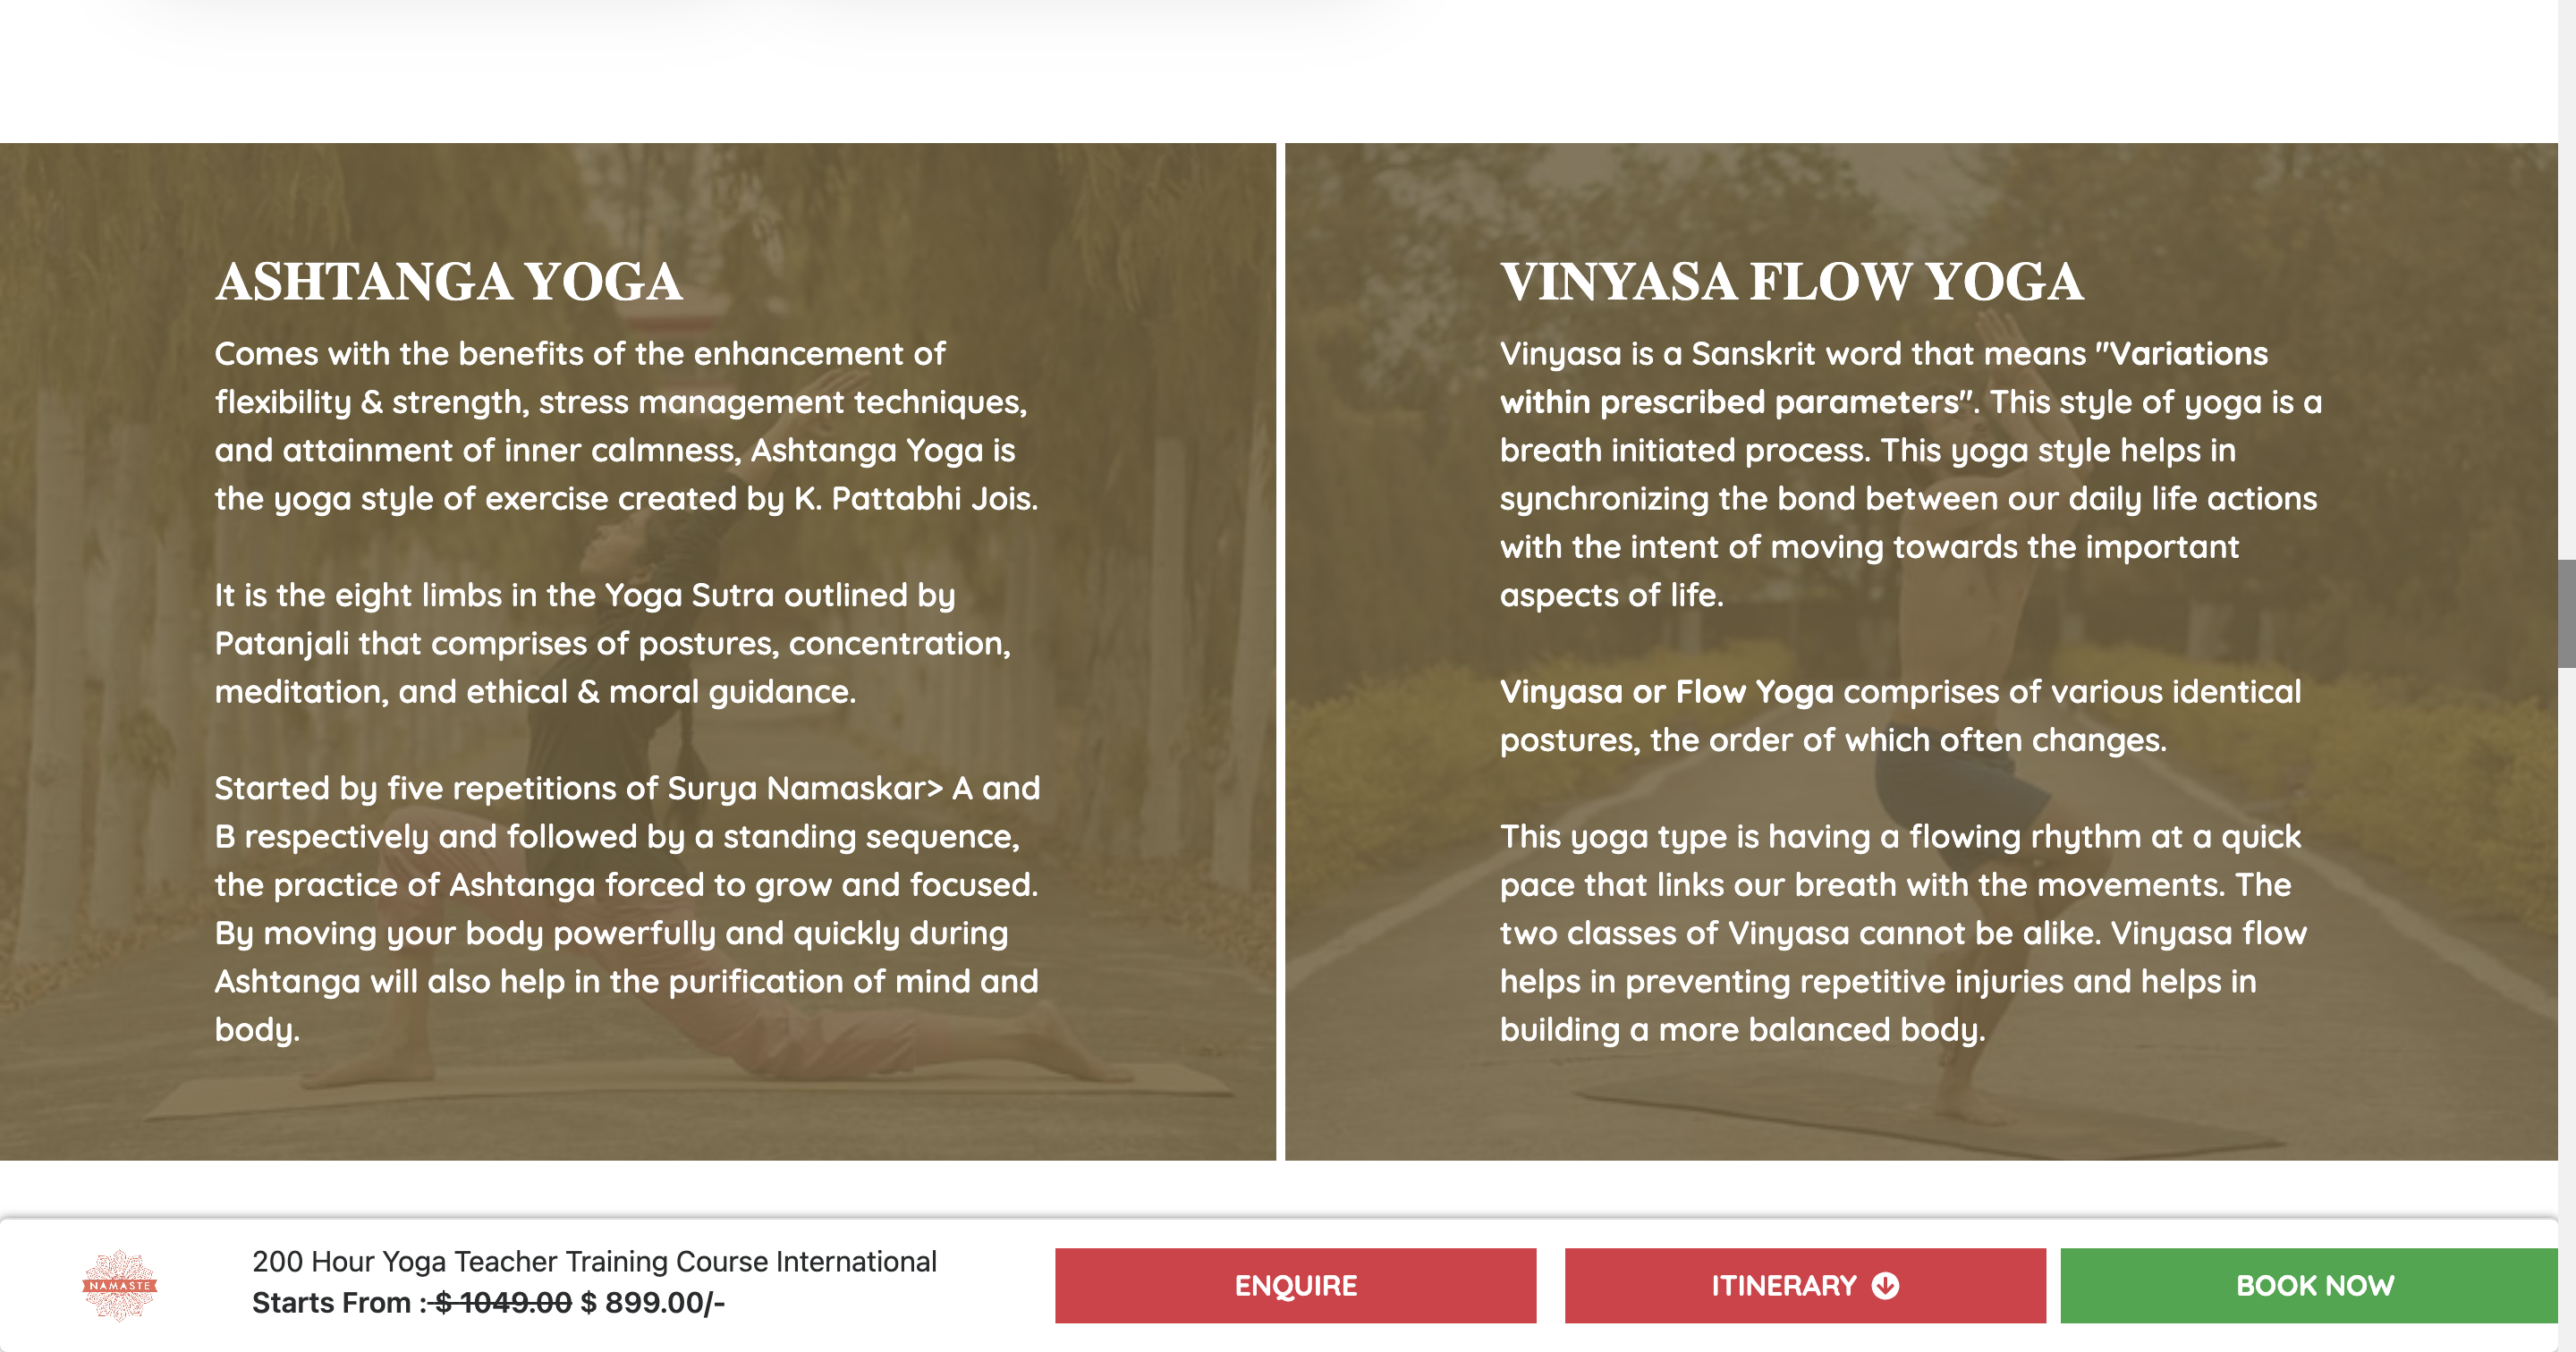 ASHTANGA YOGA
Comes with the benefits of the enhancement of
flexibility & strength, stress management techniques,
and attainment of inner calmness, Ashtanga Yoga is
the yoga style of exercise created by K. Pattabhi Jois.
It is the eight limbs in the Yoga Sutra outlined by
Patanjali that comprises of postures, concentration,
meditation, and ethical & moral guidance.
Started by five repetitions of Surya Namaskar> A and
B respectively and followed by a standing sequence,
the practice of Ashtanga forced to grow and focused.
By moving your body powerfully and quickly during
Ashtanga will also help in the purification of mind and
body.
VINYASA FLOW YOGA
Vinyasa is a Sanskrit word that means "Variations
within prescribed parameters". This style of yoga is a
breath initiated process. This yoga style helps in
synchronizing the bond between our daily life actions
with the intent of moving towards the important
aspects of life.
Vinyasa or Flow Yoga comprises of various identical
postures, the order of which often changes.
This yoga type is having a flowing rhythm at a quick
pace that links our breath with the movements. The
two classes of Vinyasa cannot be alike. Vinyasa flow
helps in preventing repetitive injuries and helps in
building a more balanced body.
NAMASTE
200 Hour Yoga Teacher Training Course International
Starts From : $ 1049.00 $ 899.00/-
ENQUIRE
ITINERARY
BOOK NOW